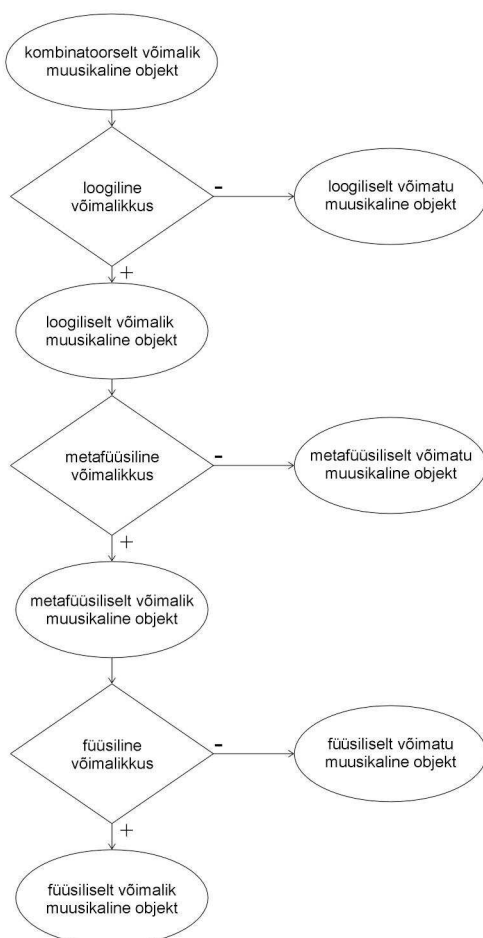 kombinatoorselt võimalik
muusikaline objekt
loogiline
võimalikkus
-
loogiliselt võimatu
muusikaline objekt
+
loogiliselt võimalik
muusikaline objekt
metafüüsiline
võimalikkus
-
metafüüsiliselt võimatu
muusikaline objekt
+
metafüüsiliselt võimalik
muusikaline objekt
füüsiline
võimalikkus
-
füüsiliselt võimatu
muusikaline objekt
+
füüsiliselt võimalik
muusikaline objekt